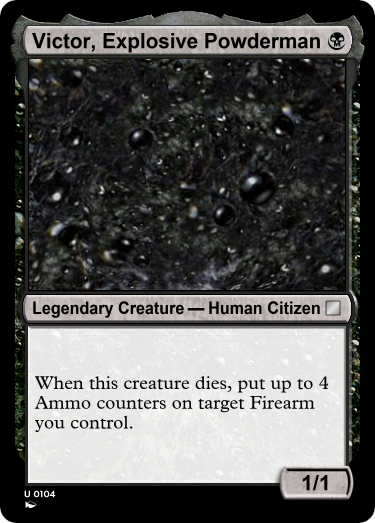 Victor, Explosive Powderman
Legendary Creature — Human Citizen
When this creature dies, put up to 4
Ammo counters on target Firearm
you control.
1/1
U 0104